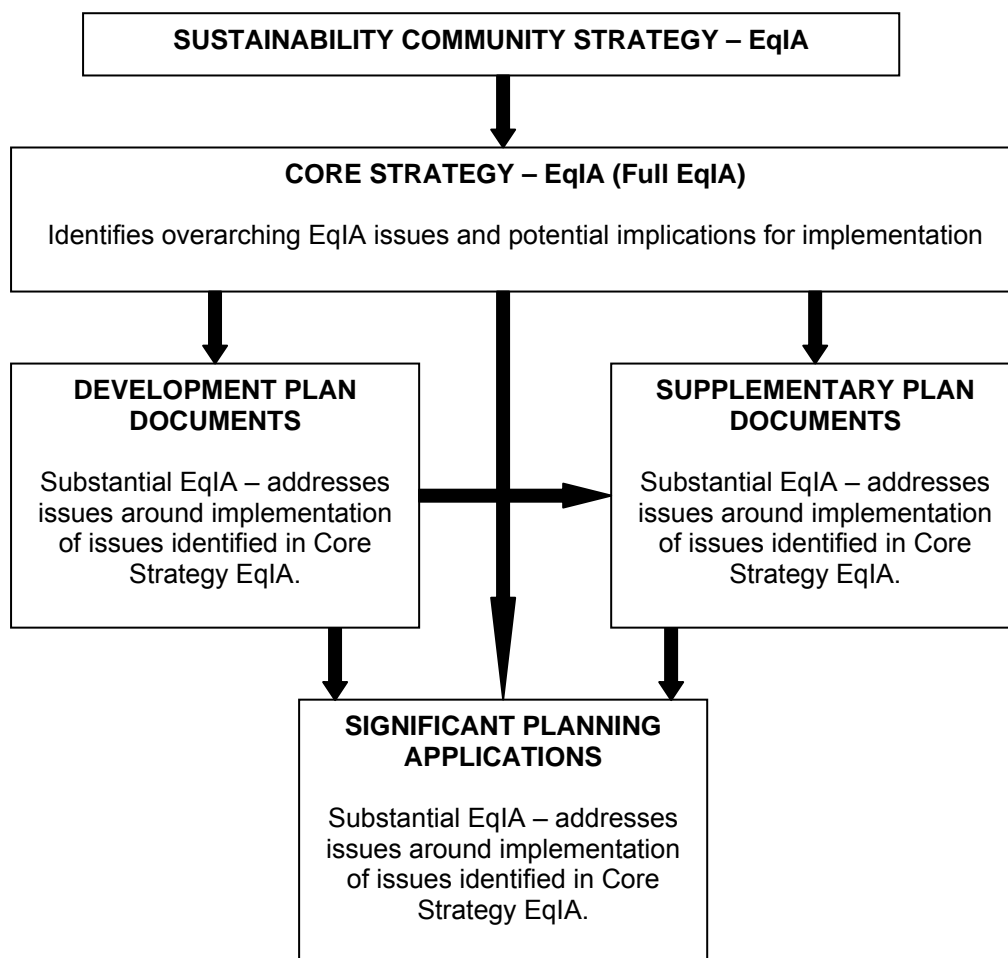 SUSTAINABILITY COMMUNITY STRATEGY – EqIA
CORE STRATEGY – EqIA (Full EqIA)
Identifies overarching EqIA issues and potential implications for implementation
DEVELOPMENT PLAN
DOCUMENTS
Substantial EqIA – addresses
issues around implementation
of issues identified in Core
Strategy EqIA.
SUPPLEMENTARY PLAN
DOCUMENTS
Substantial EqIA – addresses
issues around implementation
of issues identified in Core
Strategy EqIA.
SIGNIFICANT PLANNING
APPLICATIONS
Substantial EqIA – addresses
issues around implementation
of issues identified in Core
Strategy EqIA.